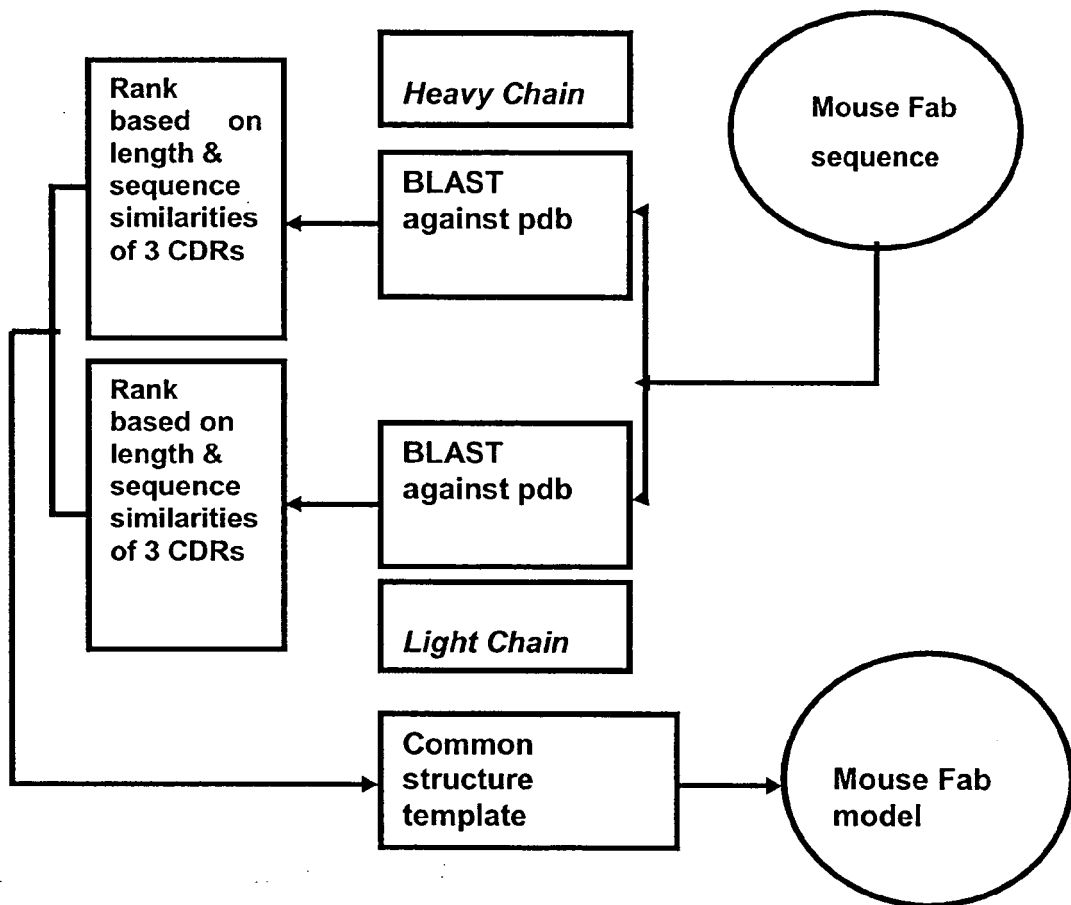 Rank
based on
length &
sequence
similarities
of 3 CDRs
Heavy Chain
BLAST
against pdb
Mouse Fab
sequence
Rank
based on
length &
sequence
similarities
of 3 CDRs
BLAST
against pdb
Light Chain
Common
structure
template
Mouse Fab
model